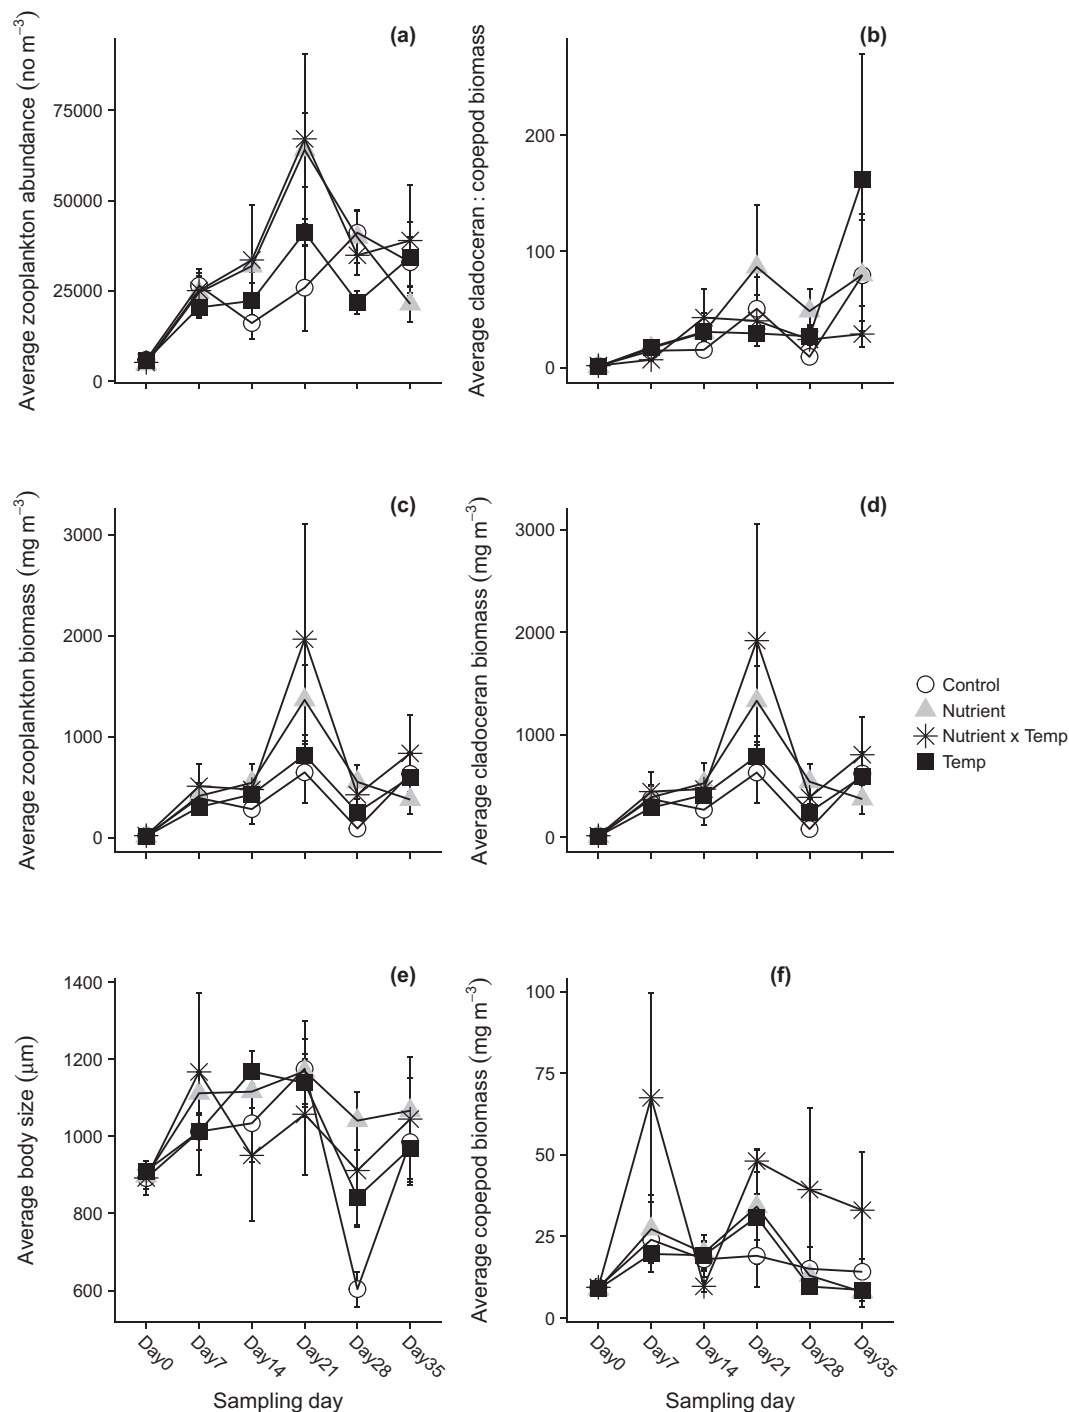 (a)
Average zooplankton abundance (no m⁻³)
75000
50000
25000
0
(b)
Average cladoceran : copepod biomass
200
100
0
(c)
Average zooplankton biomass (mg m⁻³)
3000
2000
1000
0
(d)
Average cladoceran biomass (mg m⁻³)
3000
2000
1000
0
Control
Nutrient
Nutrient x Temp
Temp
(e)
Average body size (µm)
1400
1200
1000
800
600
Day0
Day7
Day14
Day21
Day28
Day35
Sampling day
(f)
Average copepod biomass (mg m⁻³)
100
75
50
25
0
Day0
Day7
Day14
Day21
Day28
Day35
Sampling day